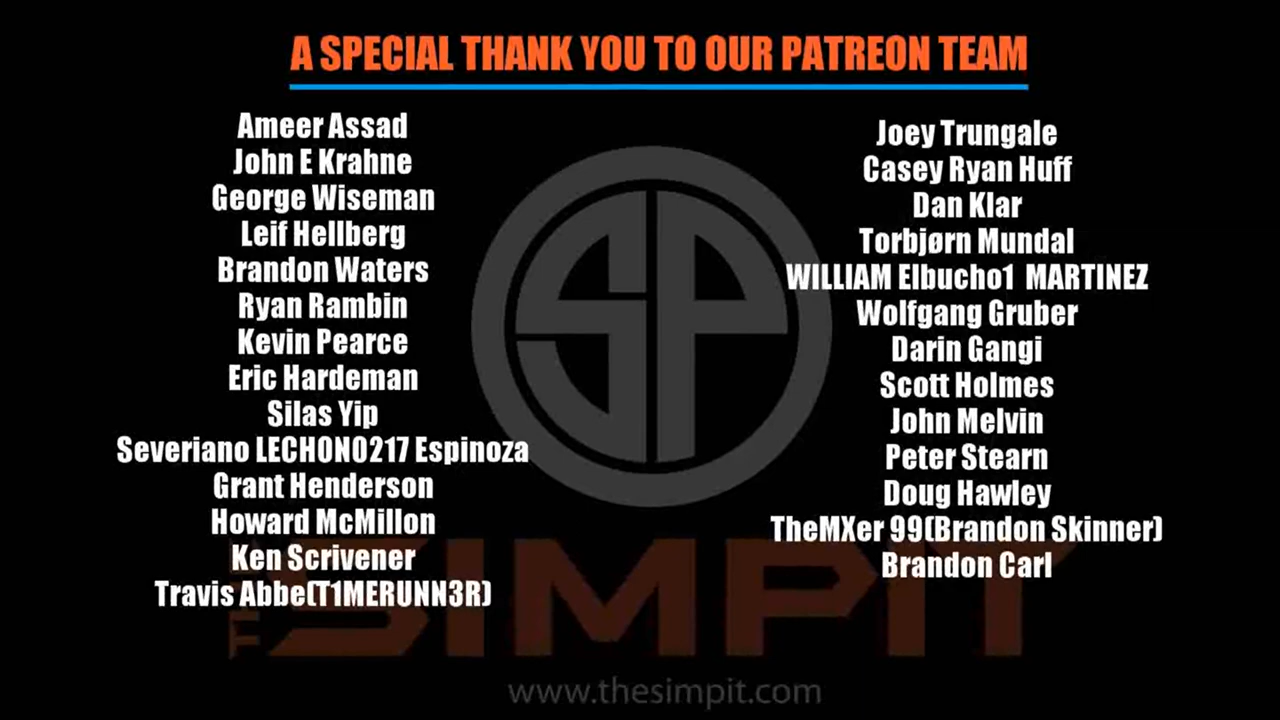 A SPECIAL THANK YOU TO OUR PATREON TEAM
Ameer Assad
John E Krahne
George Wiseman
Leif Hellberg
Brandon Waters
Ryan Rambin
Kevin Pearce
Eric Hardeman
Silas Yip
Severiano LECHON0217 Espinoza
Grant Henderson
Howard McMillon
Ken Scrivener
Travis Abbe(T1MERUNN3R)
Joey Trungale
Casey Ryan Huff
Dan Klar
Torbjørn Mundal
WILLIAM Elbucho1  MARTINEZ
Wolfgang Gruber
Darin Gangi
Scott Holmes
John Melvin
Peter Stearn
Doug Hawley
TheMXer 99(Brandon Skinner)
Brandon Carl
SP
THE SIMPIT
www.thesimpit.com